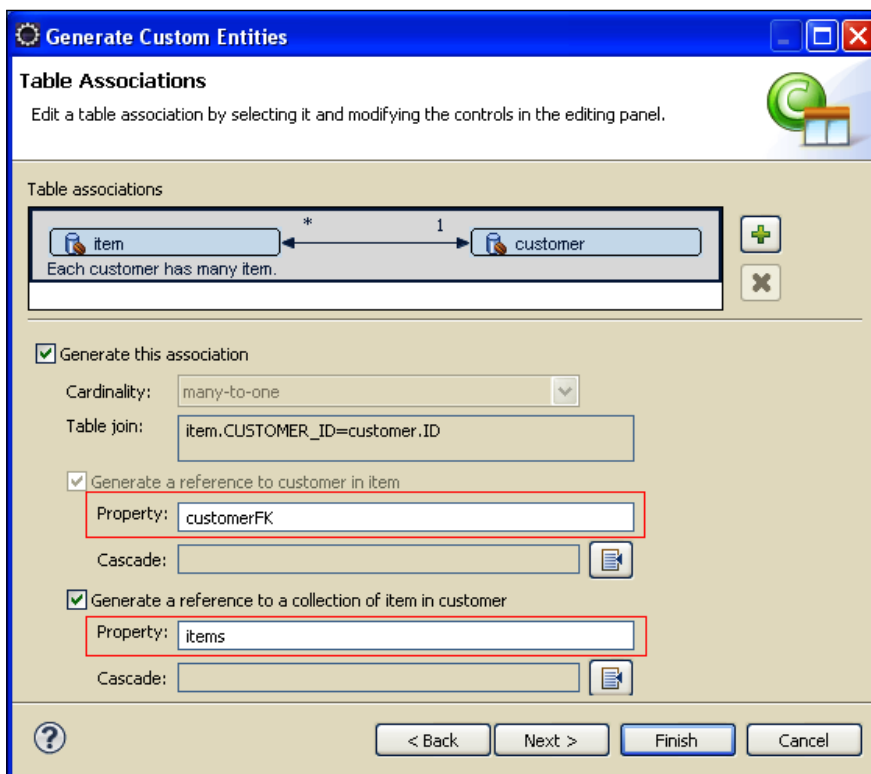 Generate Custom Entities
Table Associations
Edit a table association by selecting it and modifying the controls in the editing panel.
Table associations
* 1
item customer
Each customer has many item.
Generate this association
Cardinality: many-to-one
Table join: item.CUSTOMER_ID=customer.ID
Generate a reference to customer in item
Property: customerFK
Cascade:
Generate a reference to a collection of item in customer
Property: items
Cascade:
? < Back Next > Finish Cancel